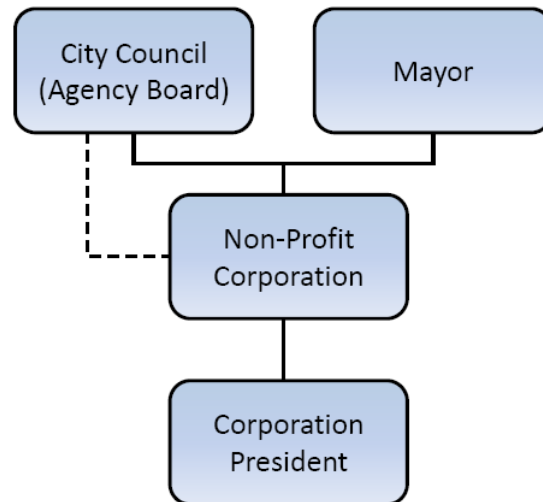 City Council
(Agency Board)
Mayor
Non-Profit
Corporation
Corporation
President